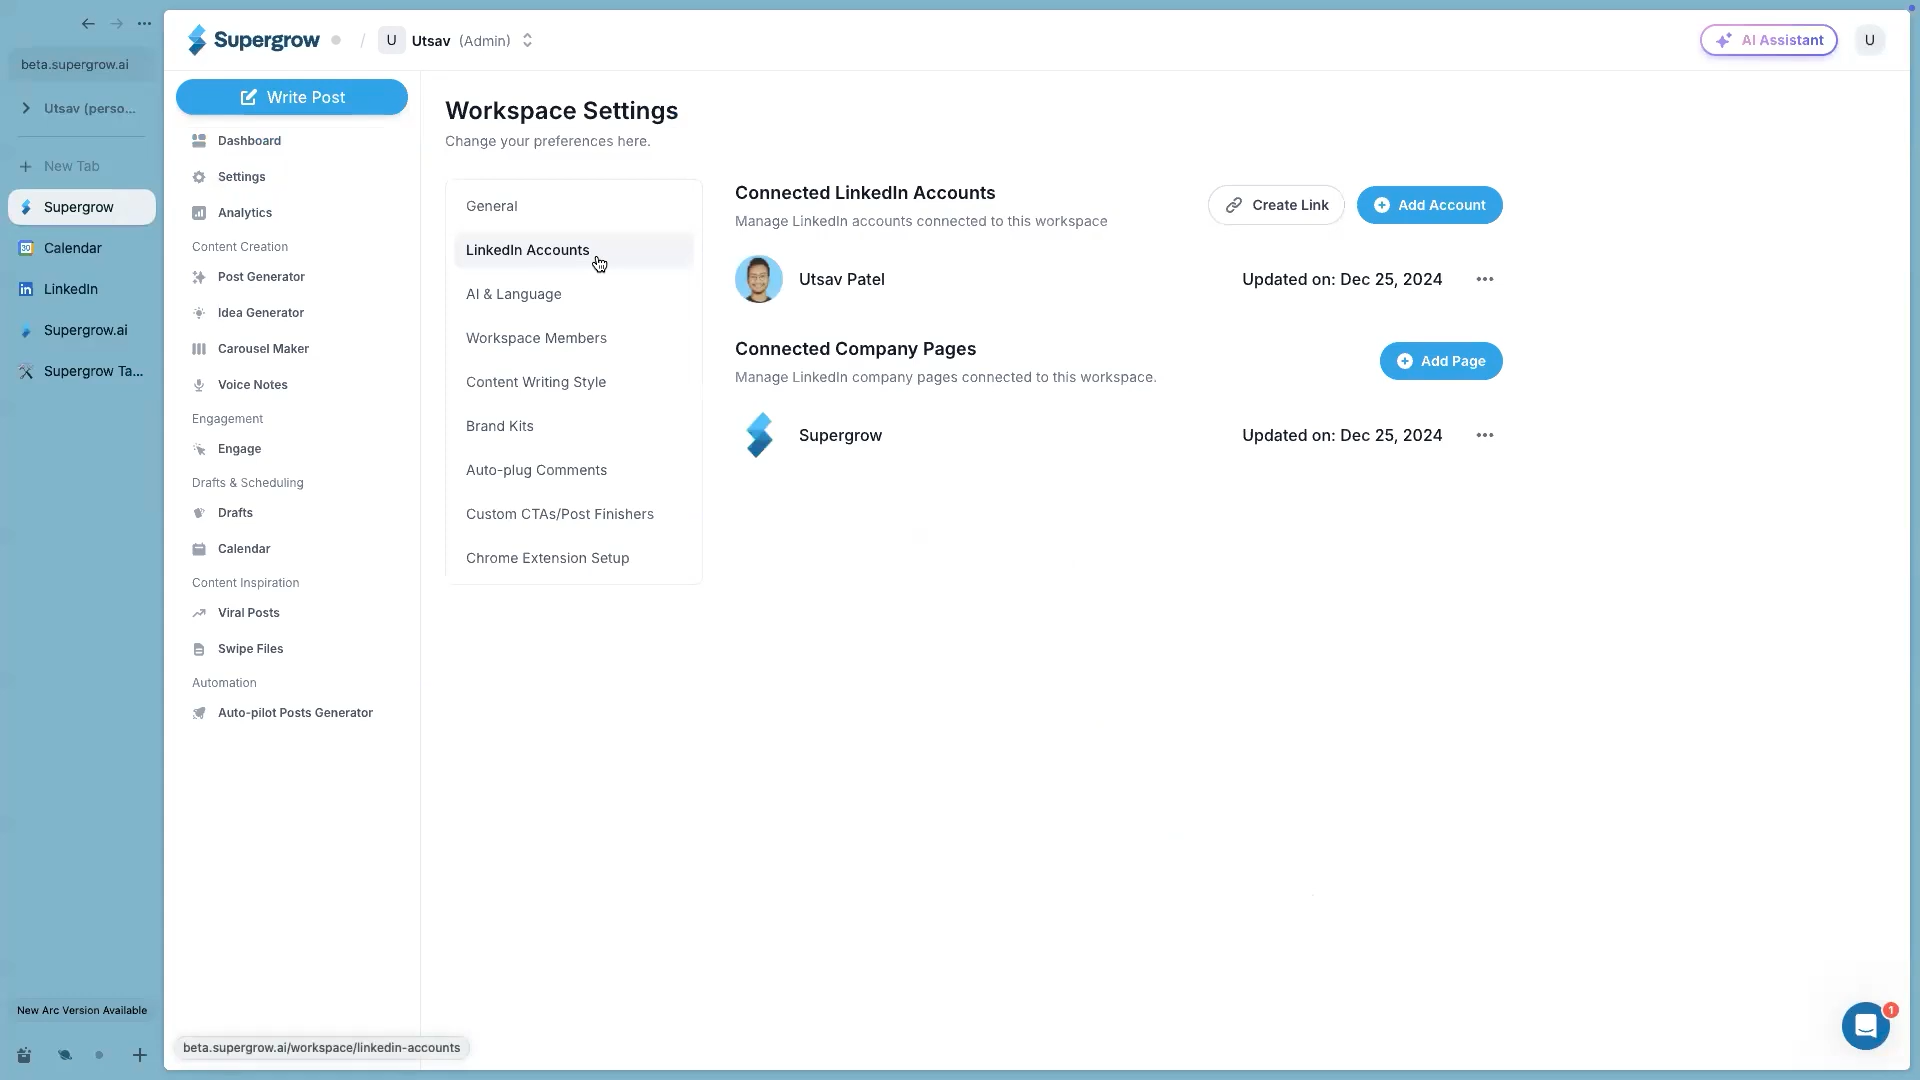 beta.supergrow.ai
Utsav (perso...
New Tab
Supergrow
Calendar
LinkedIn
Supergrow.ai
Supergrow Ta...
New Arc Version Available
Supergrow / U Utsav (Admin)
AI Assistant
U
Write Post
Dashboard
Settings
Analytics
Content Creation
Post Generator
Idea Generator
Carousel Maker
Voice Notes
Engagement
Engage
Drafts & Scheduling
Drafts
Calendar
Content Inspiration
Viral Posts
Swipe Files
Automation
Auto-pilot Posts Generator
Workspace Settings
Change your preferences here.
General
LinkedIn Accounts
AI & Language
Workspace Members
Content Writing Style
Brand Kits
Auto-plug Comments
Custom CTAs/Post Finishers
Chrome Extension Setup
Connected LinkedIn Accounts
Manage LinkedIn accounts connected to this workspace
Create Link
Add Account
Utsav Patel
Updated on: Dec 25, 2024
Connected Company Pages
Manage LinkedIn company pages connected to this workspace.
Add Page
Supergrow
Updated on: Dec 25, 2024
1
beta.supergrow.ai/workspace/linkedin-accounts